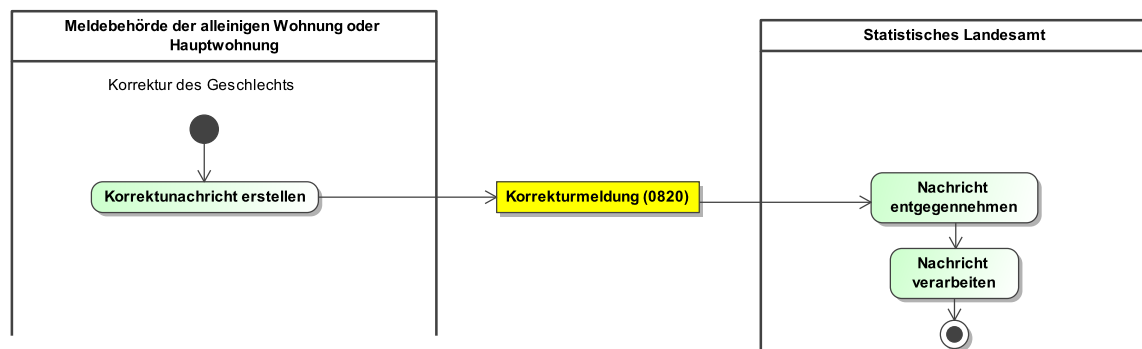 Meldebehörde der alleinigen Wohnung oder
Hauptwohnung
Korrektur des Geschlechts
Korrektunachricht erstellen
Korrekturmeldung (0820)
Statistisches Landesamt
Nachricht
entgegennehmen
Nachricht
verarbeiten